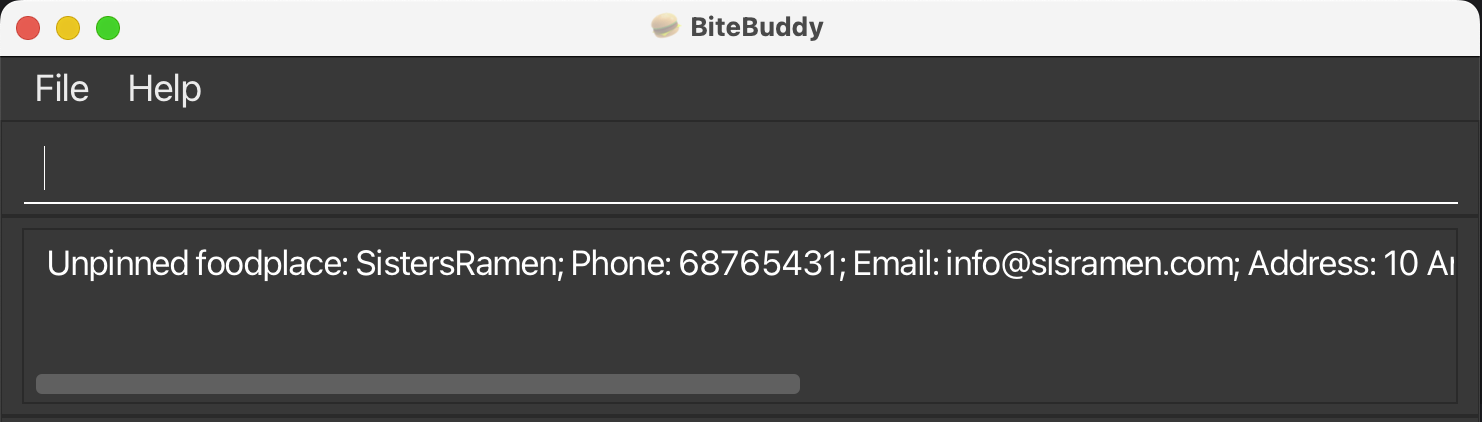 BiteBuddy
File Help
Unpinned foodplace: SistersRamen; Phone: 68765431; Email: info@sisramen.com; Address: 10